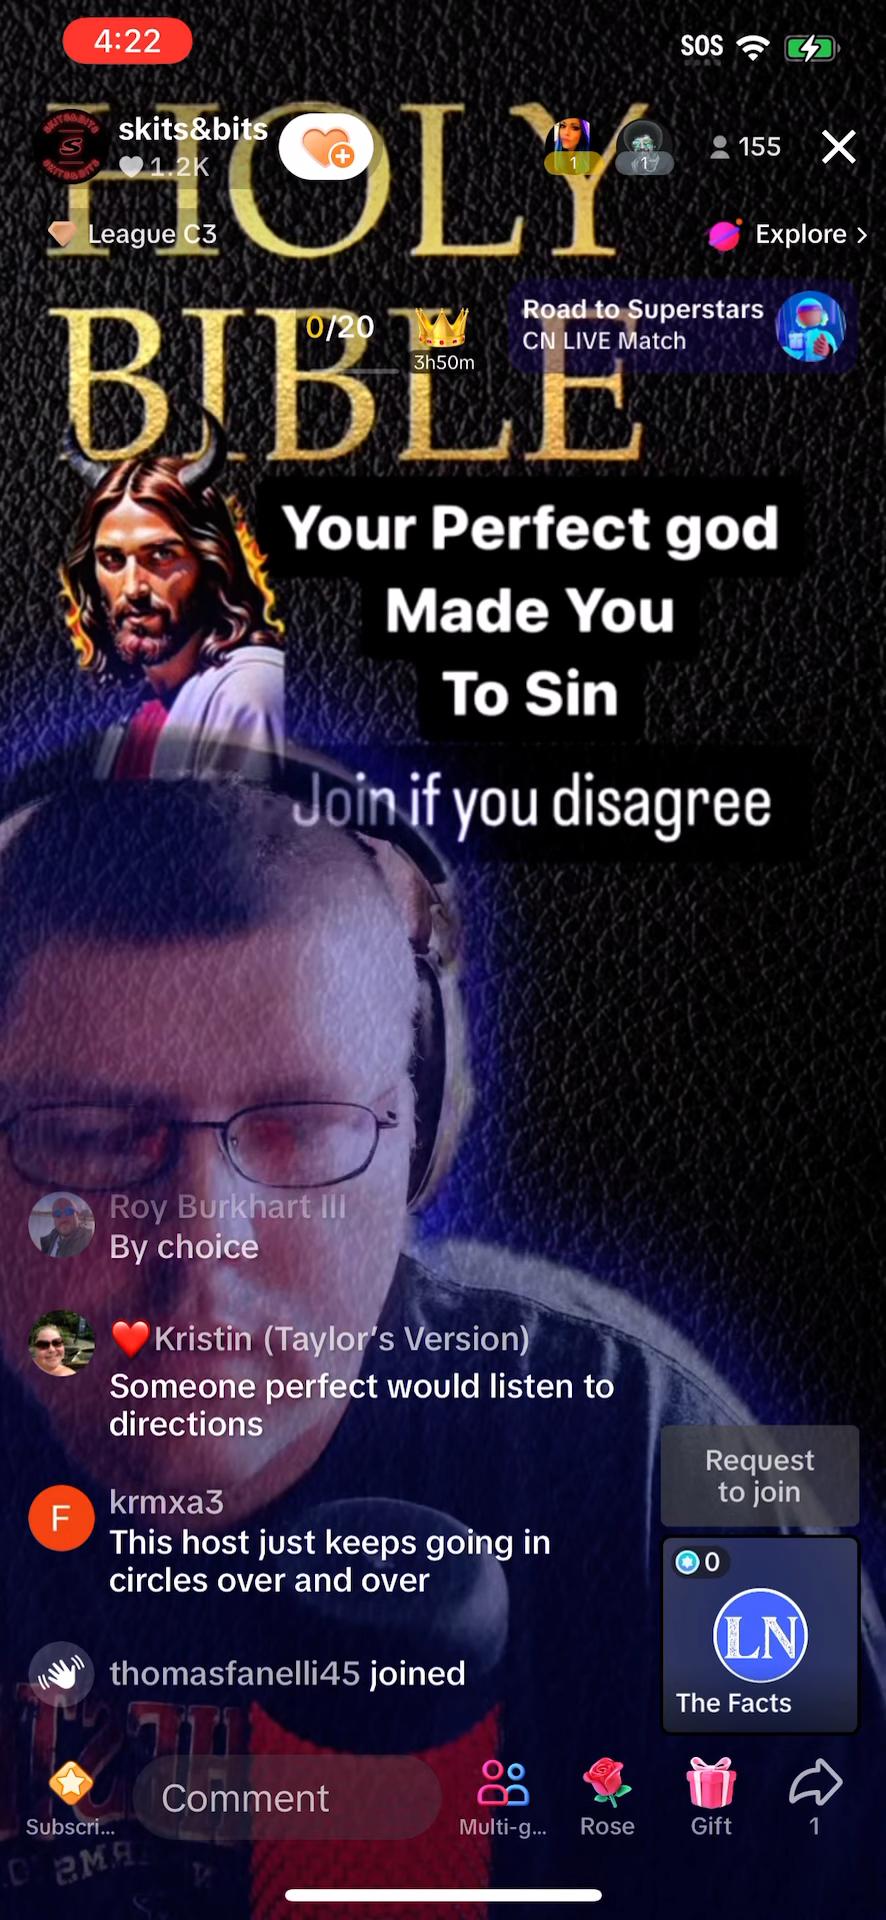 4:22
SOS
HOLY
skits&bits
1.2K
1
1
155
League C3
Explore >
BIBLE
0/20
3h50m
Road to Superstars
CN LIVE Match
Your Perfect god
Made You
To Sin
Join if you disagree
Roy Burkhart III
By choice
Kristin (Taylor's Version)
Someone perfect would listen to
directions
F
krmxa3
This host just keeps going in
circles over and over
thomasfanelli45 joined
Request
to join
0
LN
The Facts
Subscri...
Comment
Multi-g...
Rose
Gift
1